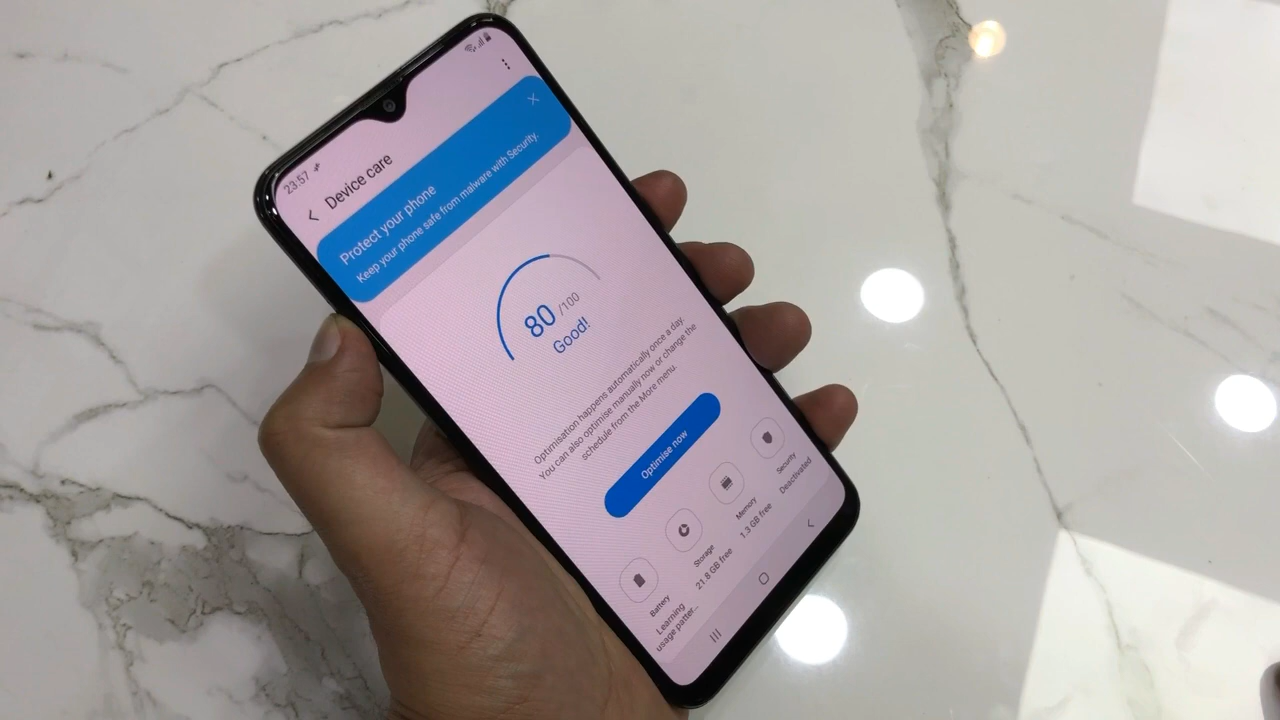 23:57
Device care
Protect your phone
Keep your phone safe from malware with Security.
80 /100
Good!
Optimisation happens automatically once a day.
You can also optimise manually now or change the
schedule from the More menu.
Optimise now
Battery
Learning
usage patter...
Storage
21.8 GB free
Memory
1.3 GB free
Security
Deactivated